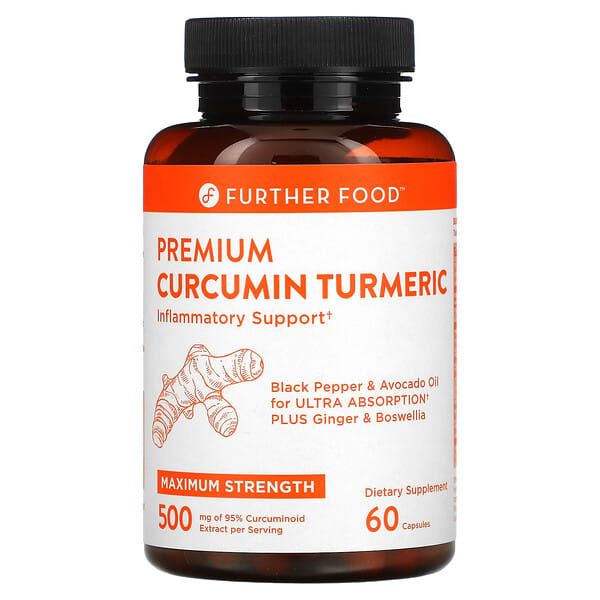 FURTHER FOOD™
PREMIUM
CURCUMIN TURMERIC
Inflammatory Support†
Black Pepper & Avocado Oil
for ULTRA ABSORPTION†
PLUS Ginger & Boswellia
MAXIMUM STRENGTH
500 mg of 95% Curcuminoid
Extract per Serving
Dietary Supplement
60 Capsules